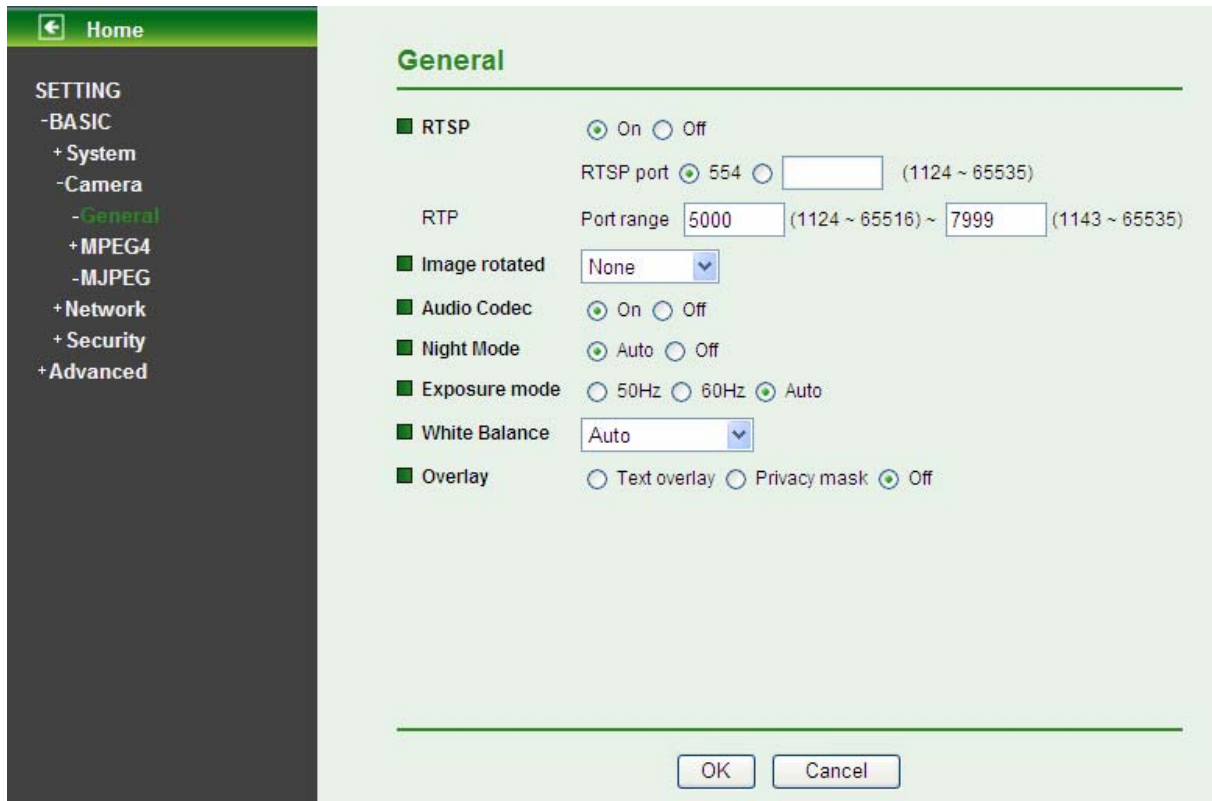 Home
SETTING
-BASIC
+ System
-Camera
-General
+MPEG4
-MJPEG
+Network
+ Security
+Advanced
General
RTSP On Off
RTSP port 554 (1124 ~ 65535)
RTP Port range 5000 (1124 ~ 65516) ~ 7999 (1143 ~ 65535)
Image rotated None
Audio Codec On Off
Night Mode Auto Off
Exposure mode 50Hz 60Hz Auto
White Balance Auto
Overlay Text overlay Privacy mask Off
OK Cancel